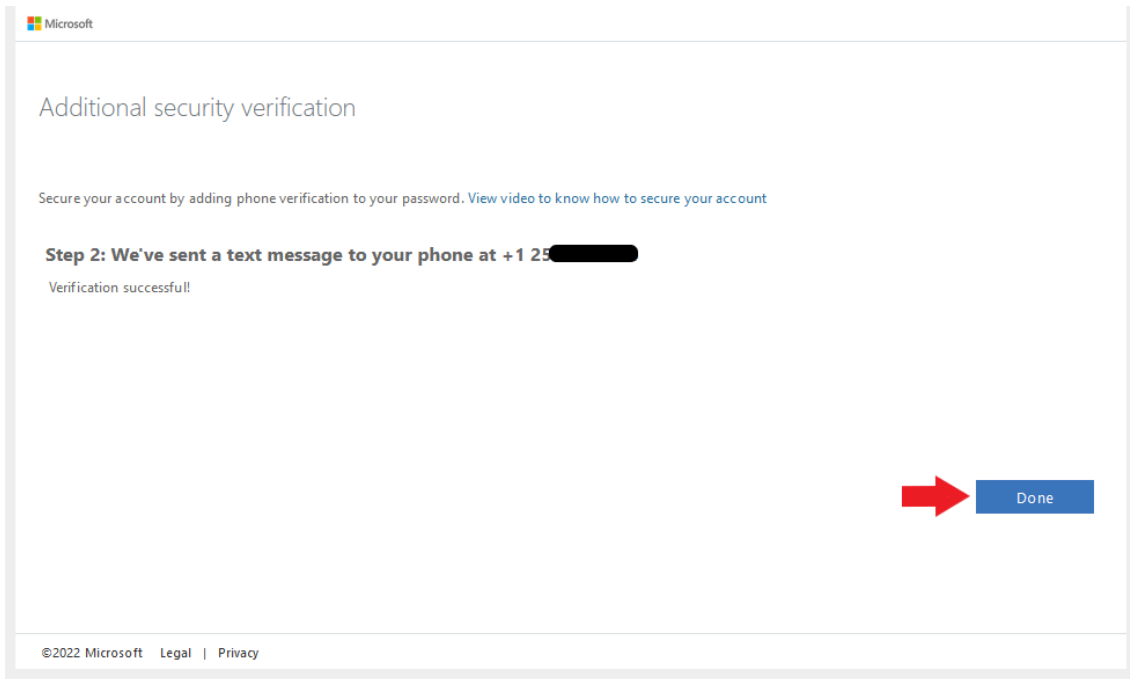 Microsoft
Additional security verification
Secure your account by adding phone verification to your password. View video to know how to secure your account
Step 2: We've sent a text message to your phone at +1 25
Verification successful!
Done
©2022 Microsoft Legal | Privacy